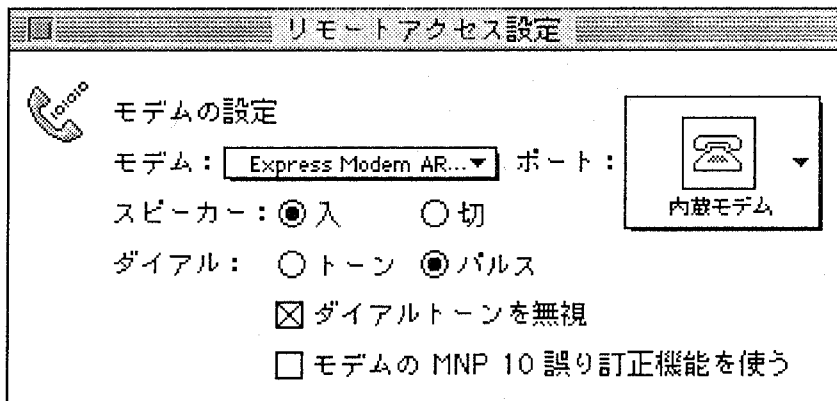 リモートアクセス設定
モデムの設定
モデム： Express Modem AR... ポート：
内蔵モデム
スピーカー： 入 切
ダイアル： トーン パルス
ダイアルトーンを無視
モデムの MNP 10 誤り訂正機能を使う